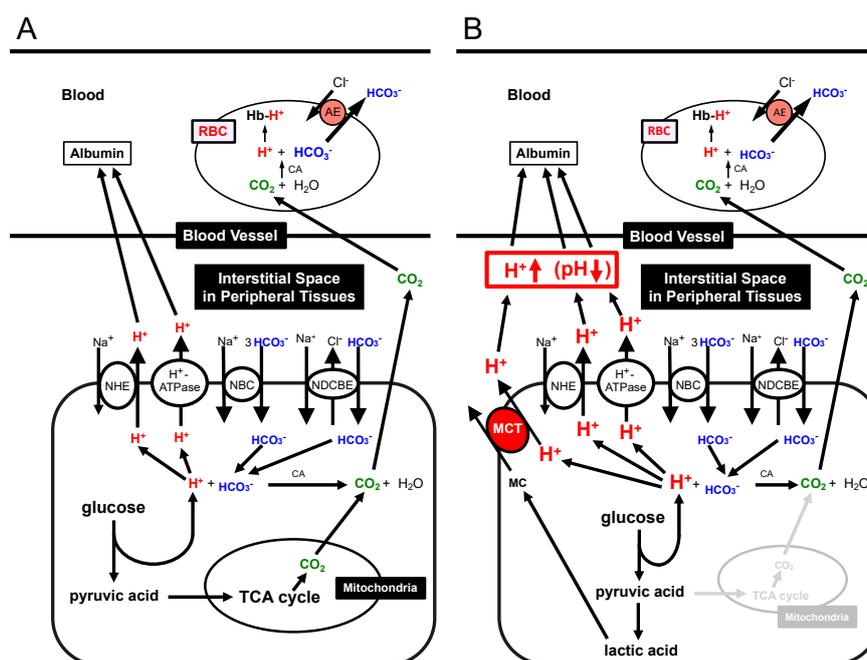 A
Blood
RBC
Hb-H⁺
Cl⁻
HCO₃⁻
AE
Albumin
H⁺ + HCO₃⁻
CA
CO₂ + H₂O
Blood Vessel
Interstitial Space
in Peripheral Tissues
CO₂
Na⁺
H⁺
H⁺
Na⁺
3 HCO₃⁻
Na⁺
Cl⁻
HCO₃⁻
NHE
H⁺-
ATPase
NBC
NDCBE
H⁺
H⁺
HCO₃⁻
HCO₃⁻
H⁺ + HCO₃⁻
CA
CO₂ + H₂O
glucose
CO₂
pyruvic acid
TCA cycle
Mitochondria
B
Blood
RBC
Hb-H⁺
Cl⁻
HCO₃⁻
AE
Albumin
H⁺ + HCO₃⁻
CA
CO₂ + H₂O
Blood Vessel
H⁺ (pH )
Interstitial Space
in Peripheral Tissues
CO₂
Na⁺
H⁺
H⁺
Na⁺
3 HCO₃⁻
Na⁺
Cl⁻
HCO₃⁻
H⁺
NHE
H⁺-
ATPase
NBC
NDCBE
MCT
H⁺
H⁺
H⁺
HCO₃⁻
HCO₃⁻
MC
H⁺ + HCO₃⁻
CA
CO₂ + H₂O
glucose
CO₂
pyruvic acid
TCA cycle
Mitochondria
lactic acid